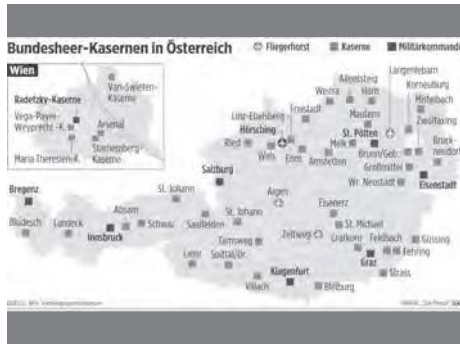 Bundesheer-Kasernen in Österreich
Fliegerhorst
Kaserne
Militärkommando
Wien
Van-Swieten-
Kaserne
Radetzky-Kaserne
Vega-Payer-
Weyprecht-K.
Arsenal
Starhemberg-
Kaserne
Maria Theresien-K.
Langenlebarn
Korneuburg
Allentsteig
Weitra
Horn
Mistelbach
Mautern
Zwölfaxing
Linz-Ebelsberg
Freistadt
Hörsching
St. Pölten
Bruck-
neudorf
Ried
Wels
Enns
Melk
Amstetten
Brunn/Geb.
Großmittel
Salzburg
Wr. Neustadt
Eisenstadt
Bregenz
St. Johann
Aigen
Absam
Eisenerz
Bludesch
Landeck
Schwaz
Saalfelden
St. Johann
St. Michael
Innsbruck
Zeltweg
Tamsweg
Gratkorn
Feldbach
Güssing
Fehring
Lienz
Spittal/Dr.
Graz
Strass
Klagenfurt
Villach
Bleiburg